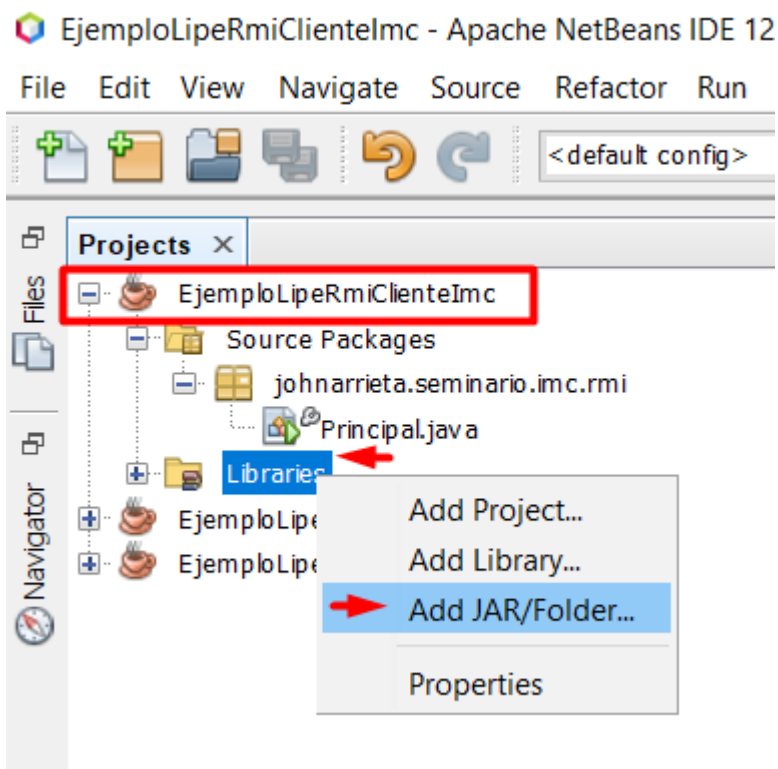 EjemploLipeRmiClienteImc - Apache NetBeans IDE 12
File Edit View Navigate Source Refactor Run
<default config>
Projects
Files
EjemploLipeRmiClienteImc
Source Packages
johnarrieta.seminario.imc.rmi
Principal.java
Navigator
Libraries
EjemploLipe
EjemploLipe
Add Project...
Add Library...
Add JAR/Folder...
Properties